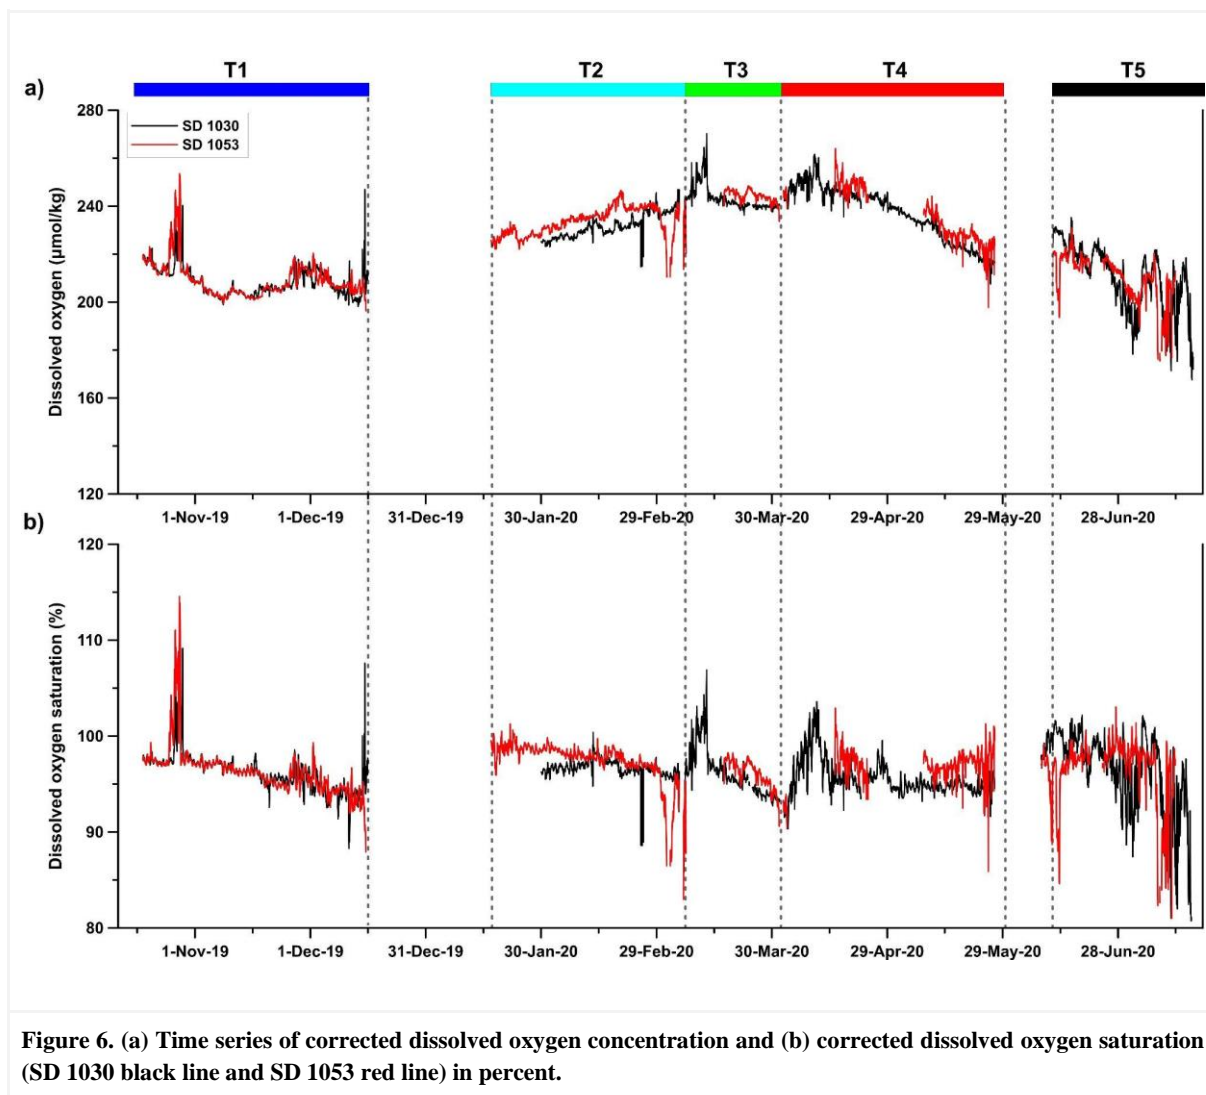 T1 T2 T3 T4 T5
a)
280
SD 1030
SD 1053
240
200
160
120
Dissolved oxygen (µmol/kg)
1-Nov-19 1-Dec-19 31-Dec-19 30-Jan-20 29-Feb-20 30-Mar-20 29-Apr-20 29-May-20 28-Jun-20
b)
120
110
100
90
80
Dissolved oxygen saturation (%)
1-Nov-19 1-Dec-19 31-Dec-19 30-Jan-20 29-Feb-20 30-Mar-20 29-Apr-20 29-May-20 28-Jun-20
Figure 6. (a) Time series of corrected dissolved oxygen concentration and (b) corrected dissolved oxygen saturation
(SD 1030 black line and SD 1053 red line) in percent.